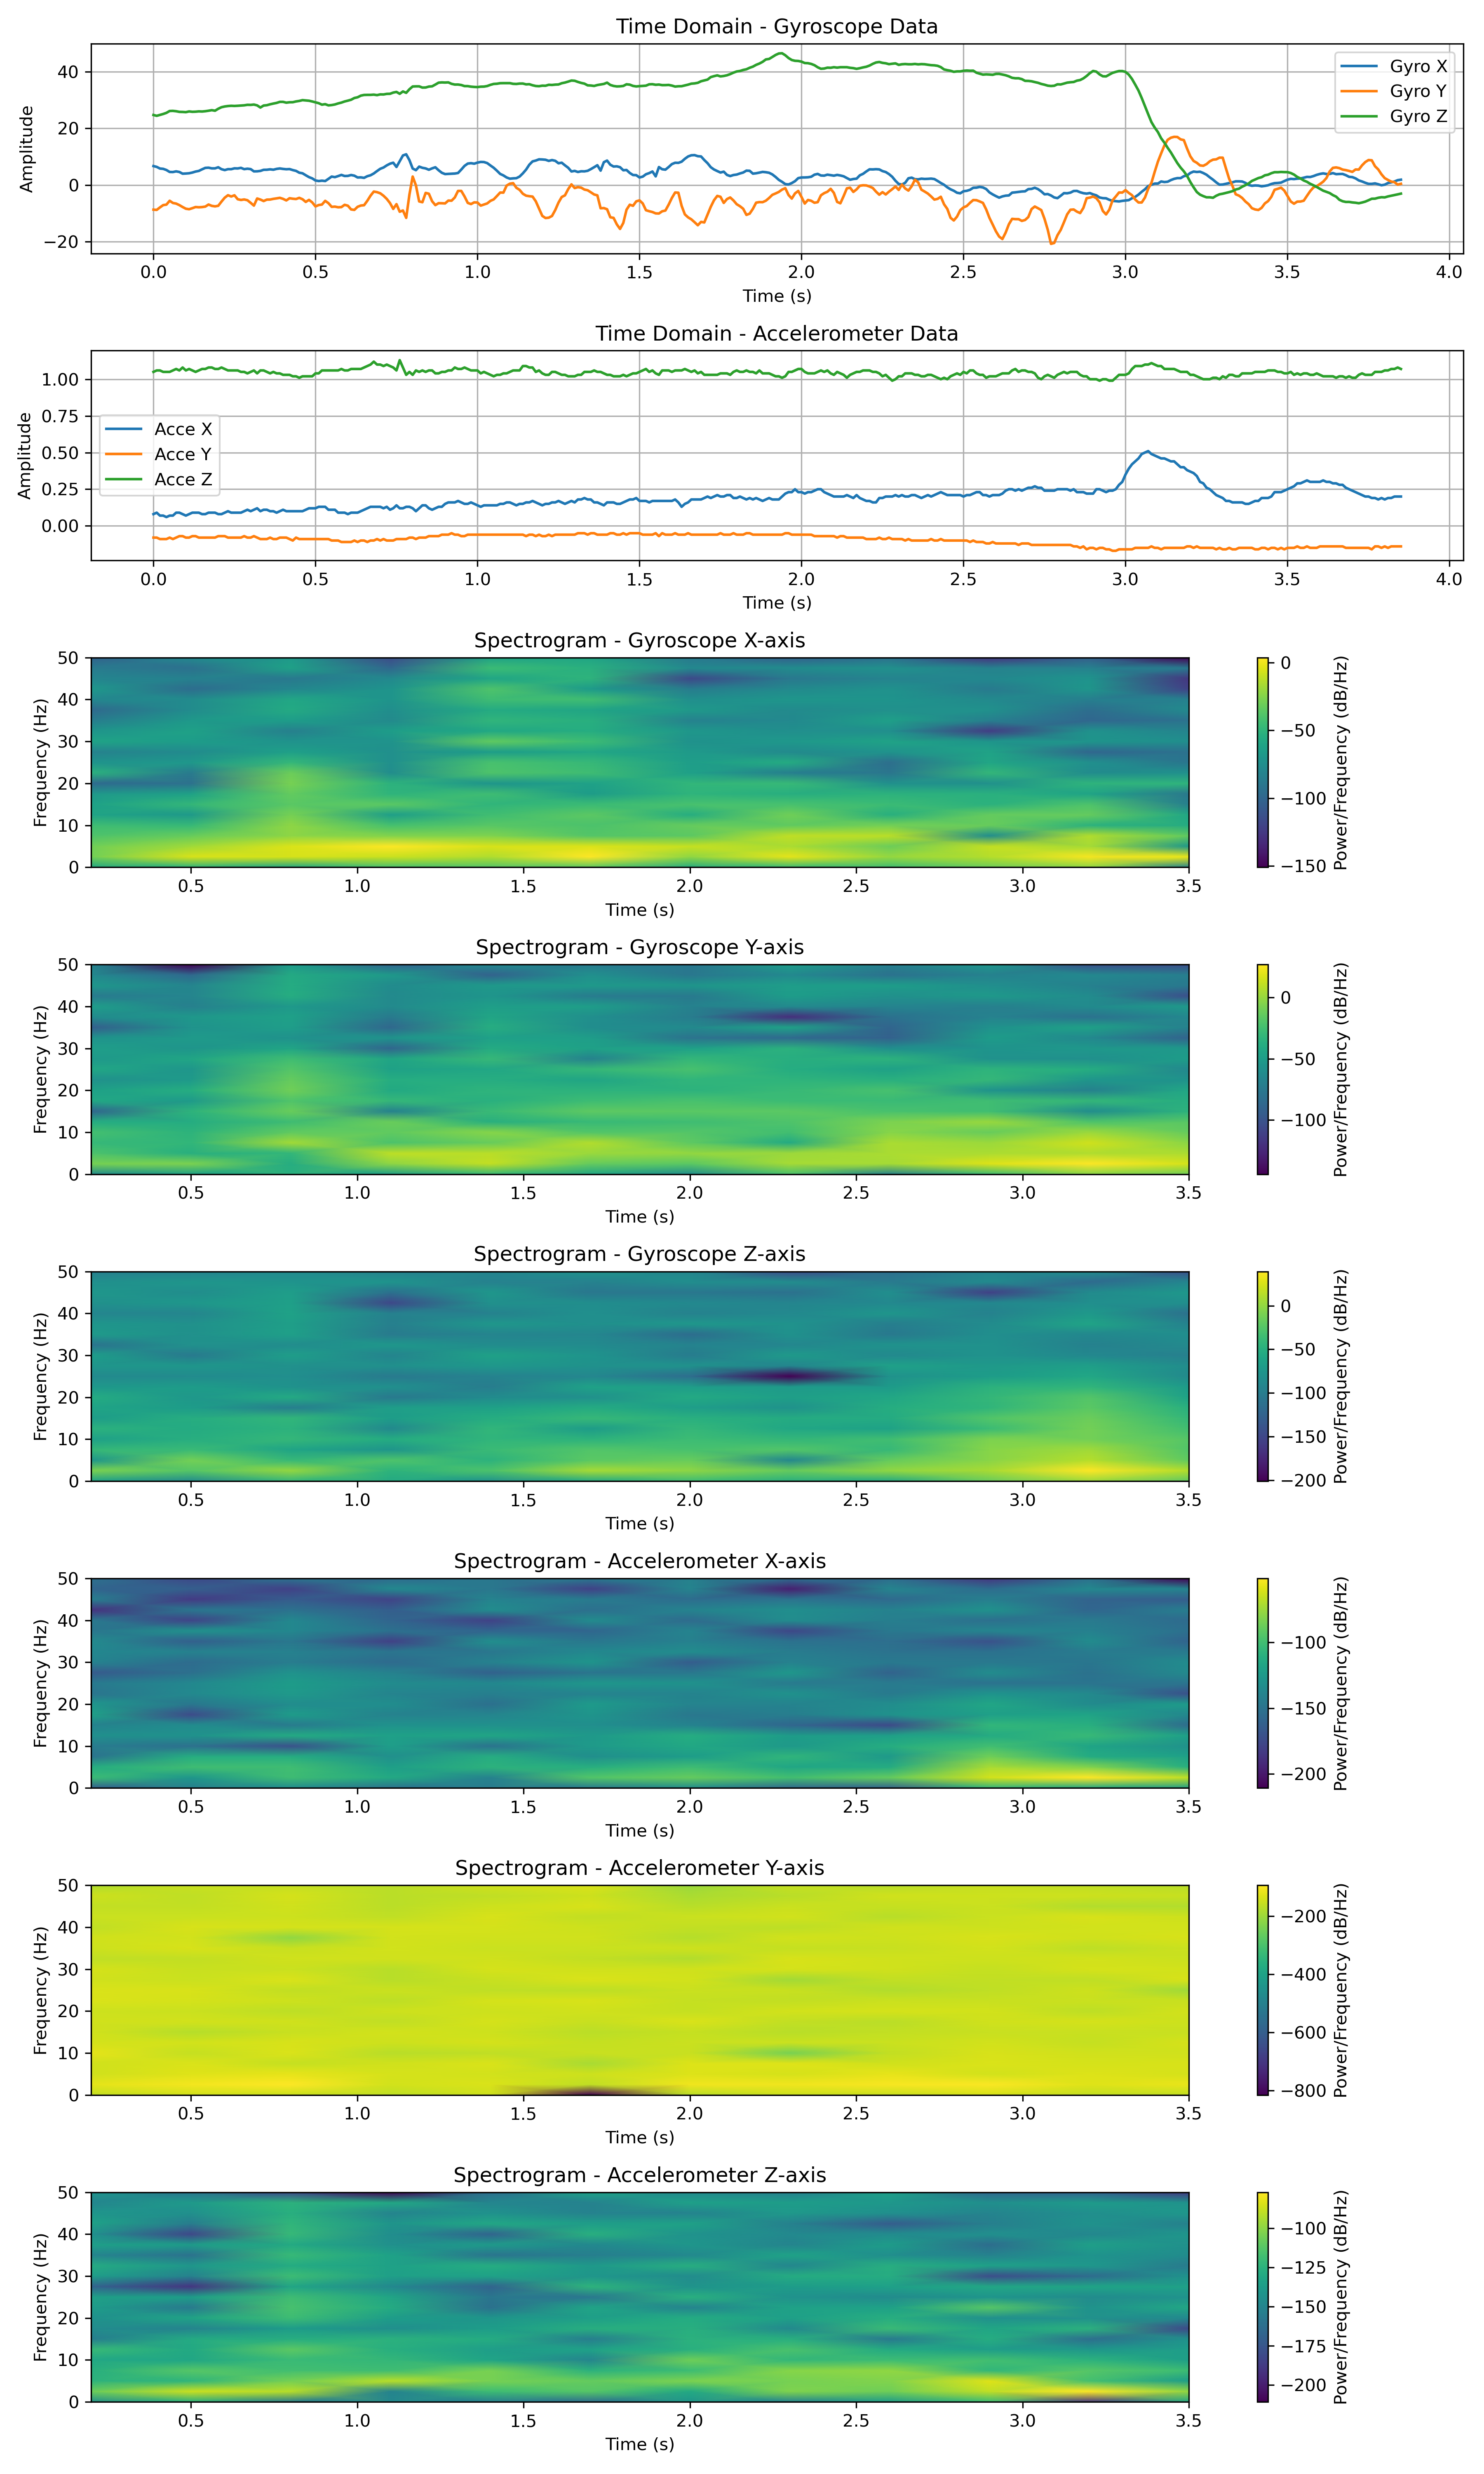 Time Domain - Gyroscope Data
Amplitude
40
20
0
−20
Gyro X
Gyro Y
Gyro Z
0.0 0.5 1.0 1.5 2.0 2.5 3.0 3.5 4.0
Time (s)
Time Domain - Accelerometer Data
Amplitude
1.00
0.75
0.50
0.25
0.00
Acce X
Acce Y
Acce Z
0.0 0.5 1.0 1.5 2.0 2.5 3.0 3.5 4.0
Time (s)
Spectrogram - Gyroscope X-axis
Frequency (Hz)
50
40
30
20
10
0
0.5 1.0 1.5 2.0 2.5 3.0 3.5
Time (s)
0
−50
−100
−150
Power/Frequency (dB/Hz)
Spectrogram - Gyroscope Y-axis
Frequency (Hz)
50
40
30
20
10
0
0.5 1.0 1.5 2.0 2.5 3.0 3.5
Time (s)
0
−50
−100
Power/Frequency (dB/Hz)
Spectrogram - Gyroscope Z-axis
Frequency (Hz)
50
40
30
20
10
0
0.5 1.0 1.5 2.0 2.5 3.0 3.5
Time (s)
0
−50
−100
−150
−200
Power/Frequency (dB/Hz)
Spectrogram - Accelerometer X-axis
Frequency (Hz)
50
40
30
20
10
0
0.5 1.0 1.5 2.0 2.5 3.0 3.5
Time (s)
−100
−150
−200
Power/Frequency (dB/Hz)
Spectrogram - Accelerometer Y-axis
Frequency (Hz)
50
40
30
20
10
0
0.5 1.0 1.5 2.0 2.5 3.0 3.5
Time (s)
−200
−400
−600
−800
Power/Frequency (dB/Hz)
Spectrogram - Accelerometer Z-axis
Frequency (Hz)
50
40
30
20
10
0
0.5 1.0 1.5 2.0 2.5 3.0 3.5
Time (s)
−100
−125
−150
−175
−200
Power/Frequency (dB/Hz)